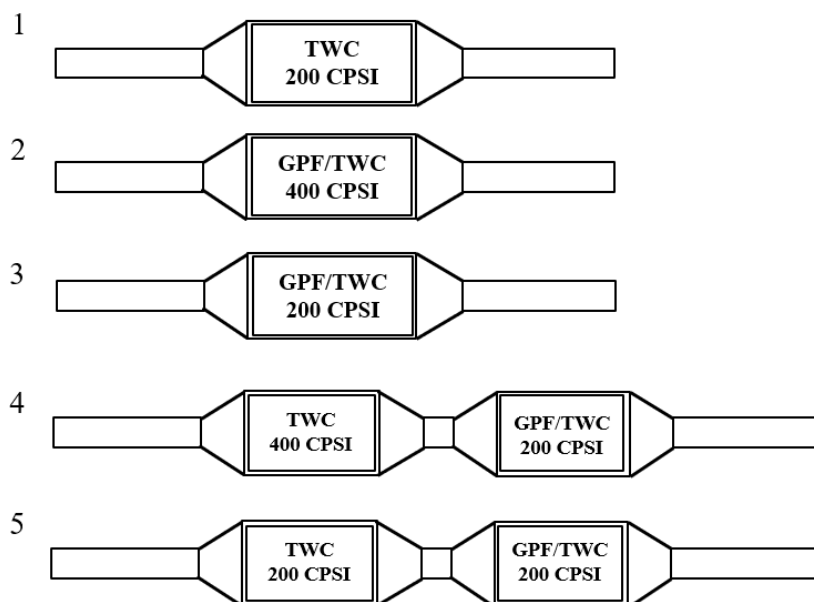 1
TWC
200 CPSI
2
GPF/TWC
400 CPSI
3
GPF/TWC
200 CPSI
4
TWC
400 CPSI
GPF/TWC
200 CPSI
5
TWC
200 CPSI
GPF/TWC
200 CPSI